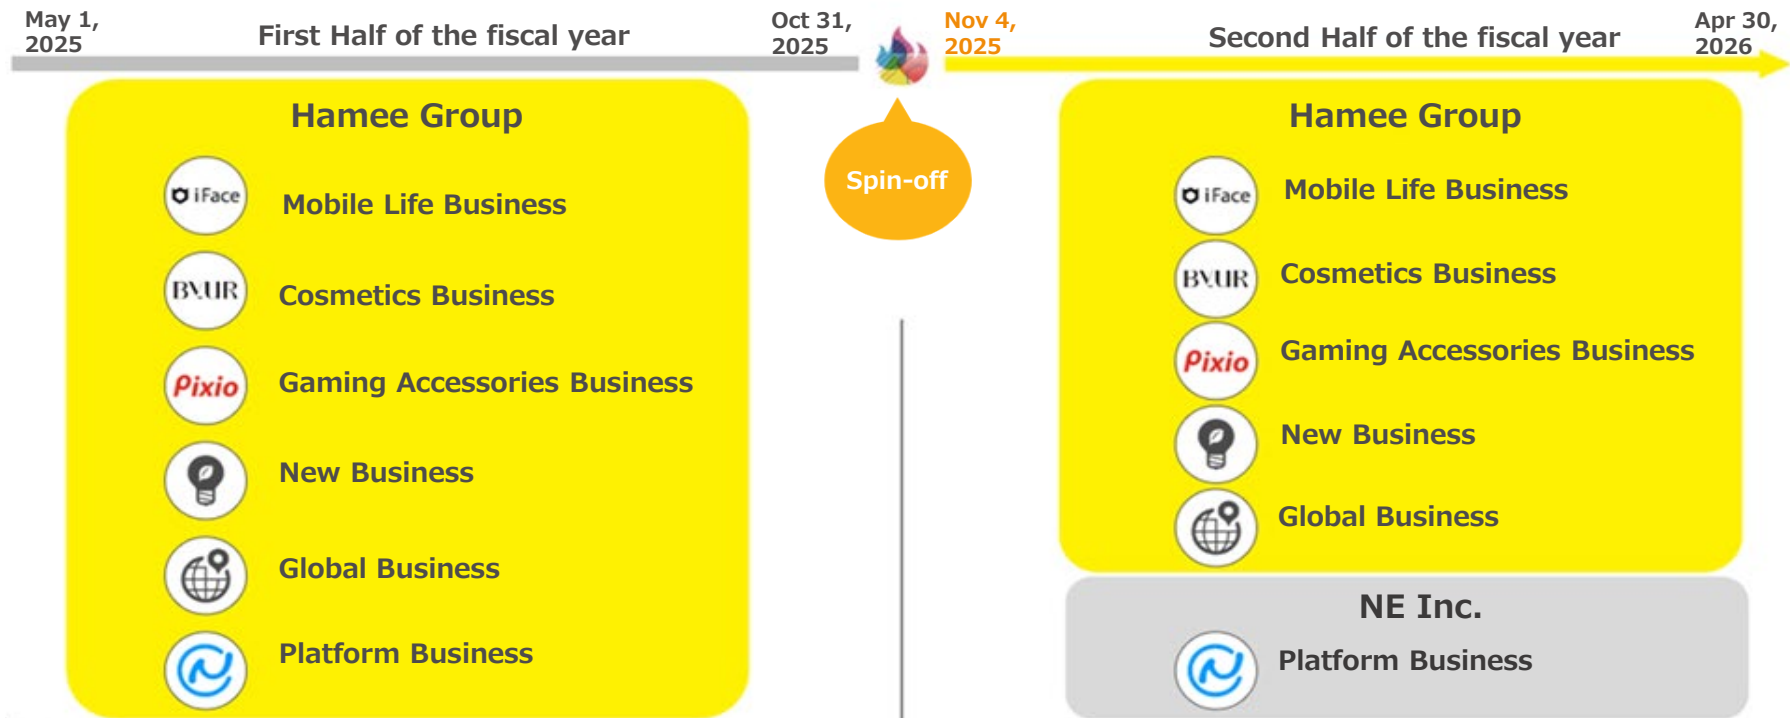 May 1,
2025
First Half of the fiscal year
Oct 31,
2025
Nov 4,
2025
Second Half of the fiscal year
Apr 30,
2026
Hamee Group
iFace
Mobile Life Business
BYUR
Cosmetics Business
Pixio
Gaming Accessories Business
New Business
Global Business
Platform Business
Spin-off
Hamee Group
iFace
Mobile Life Business
BYUR
Cosmetics Business
Pixio
Gaming Accessories Business
New Business
Global Business
NE Inc.
Platform Business